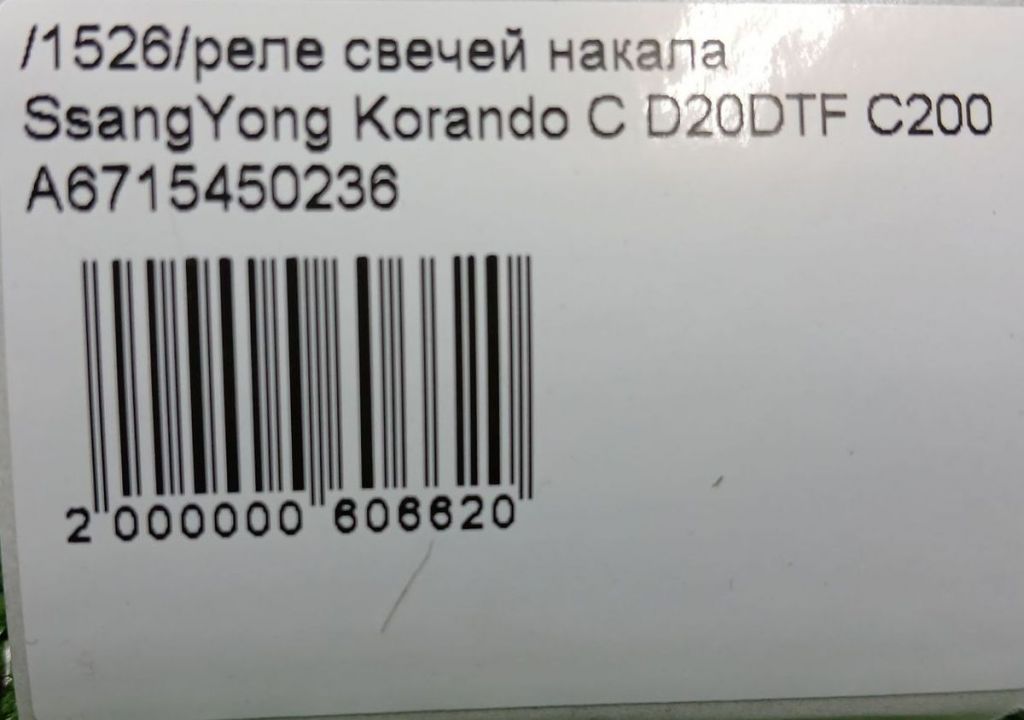 /1526/реле свечей накала
SsangYong Korando C D20DTF C200
A6715450236
2 000000 606620